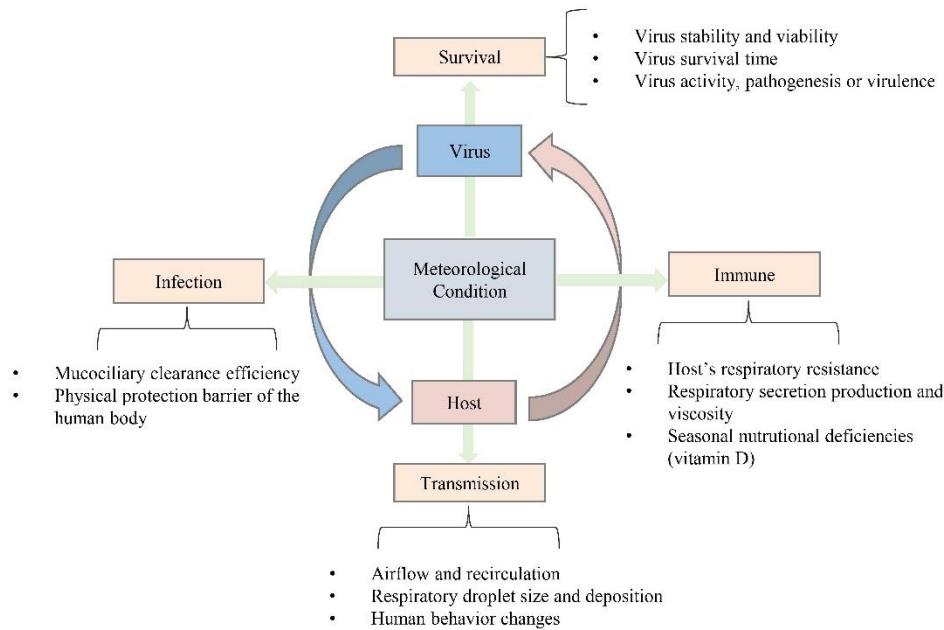 Survival
• Virus stability and viability
• Virus survival time
• Virus activity, pathogenesis or virulence
Virus
Meteorological
Condition
Infection
• Mucociliary clearance efficiency
• Physical protection barrier of the
human body
Immune
• Host's respiratory resistance
• Respiratory secretion production and
viscosity
• Seasonal nutrutional deficiencies
(vitamin D)
Host
Transmission
• Airflow and recirculation
• Respiratory droplet size and deposition
• Human behavior changes